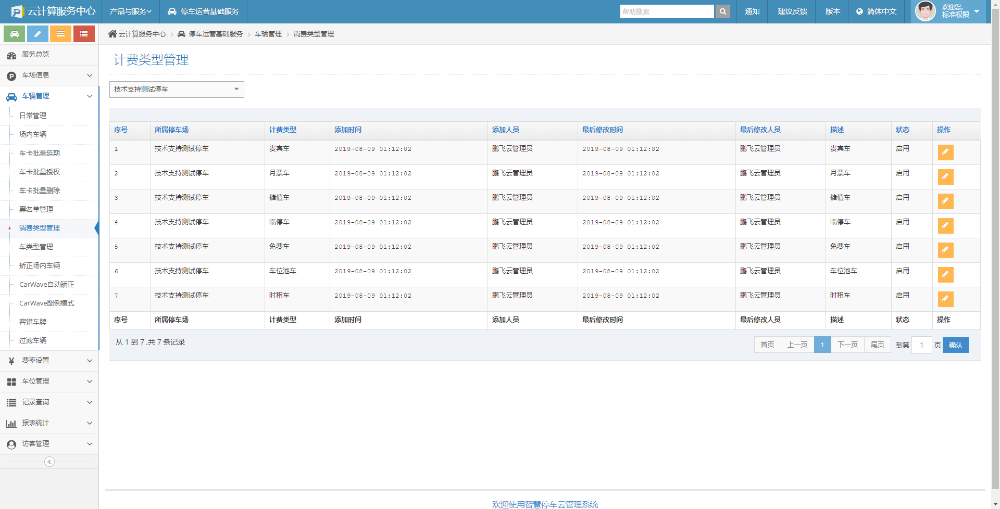 云计算服务中心 产品与服务 停车运营基础服务 帮助搜索 通知 建议反馈 版本 简体中文 欢迎您,
标准权限
云计算服务中心 停车运营基础服务 车辆管理 消费类型管理
服务总览
车场信息
车辆管理
日常管理
场内车辆
车卡批量延期
车卡批量授权
车卡批量删除
黑名单管理
消费类型管理
车类型管理
矫正场内车辆
CarWave自动矫正
CarWave图例模式
容错车牌
过滤车辆
费率设置
车位管理
记录查询
报表统计
访客管理
计费类型管理
技术支持测试停车
序号 所属停车场 计费类型 添加时间 添加人员 最后修改时间 最后修改人员 描述 状态 操作
1 技术支持测试停车 贵宾车 2019-08-09 01:12:02 鹏飞云管理员 2019-08-09 01:12:02 鹏飞云管理员 贵宾车 启用
2 技术支持测试停车 月票车 2019-08-09 01:12:02 鹏飞云管理员 2019-08-09 01:12:02 鹏飞云管理员 月票车 启用
3 技术支持测试停车 储值车 2019-08-09 01:12:02 鹏飞云管理员 2019-08-09 01:12:02 鹏飞云管理员 储值车 启用
4 技术支持测试停车 临停车 2019-08-09 01:12:02 鹏飞云管理员 2019-08-09 01:12:02 鹏飞云管理员 临停车 启用
5 技术支持测试停车 免费车 2019-08-09 01:12:02 鹏飞云管理员 2019-08-09 01:12:02 鹏飞云管理员 免费车 启用
6 技术支持测试停车 车位池车 2019-08-09 01:12:02 鹏飞云管理员 2019-08-09 01:12:02 鹏飞云管理员 车位池车 启用
7 技术支持测试停车 时租车 2019-08-09 01:12:02 鹏飞云管理员 2019-08-09 01:12:02 鹏飞云管理员 时租车 启用
序号 所属停车场 计费类型 添加时间 添加人员 最后修改时间 最后修改人员 描述 状态 操作
从 1 到 7 ,共 7 条记录 首页 上一页 1 下一页 尾页 到第 1 页 确认
欢迎使用智慧停车云管理系统